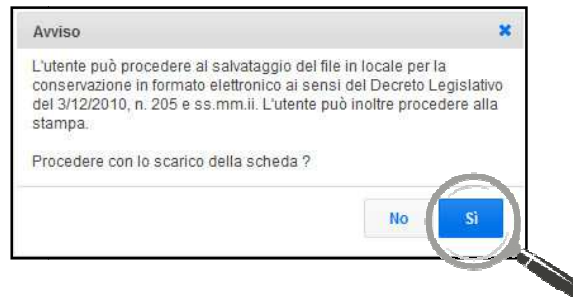 Avviso
L'utente può procedere al salvataggio del file in locale per la
conservazione in formato elettronico ai sensi del Decreto Legislativo
del 3/12/2010, n. 205 e ss.mm.ii. L'utente può inoltre procedere alla
stampa.
Procedere con lo scarico della scheda ?
No Sì